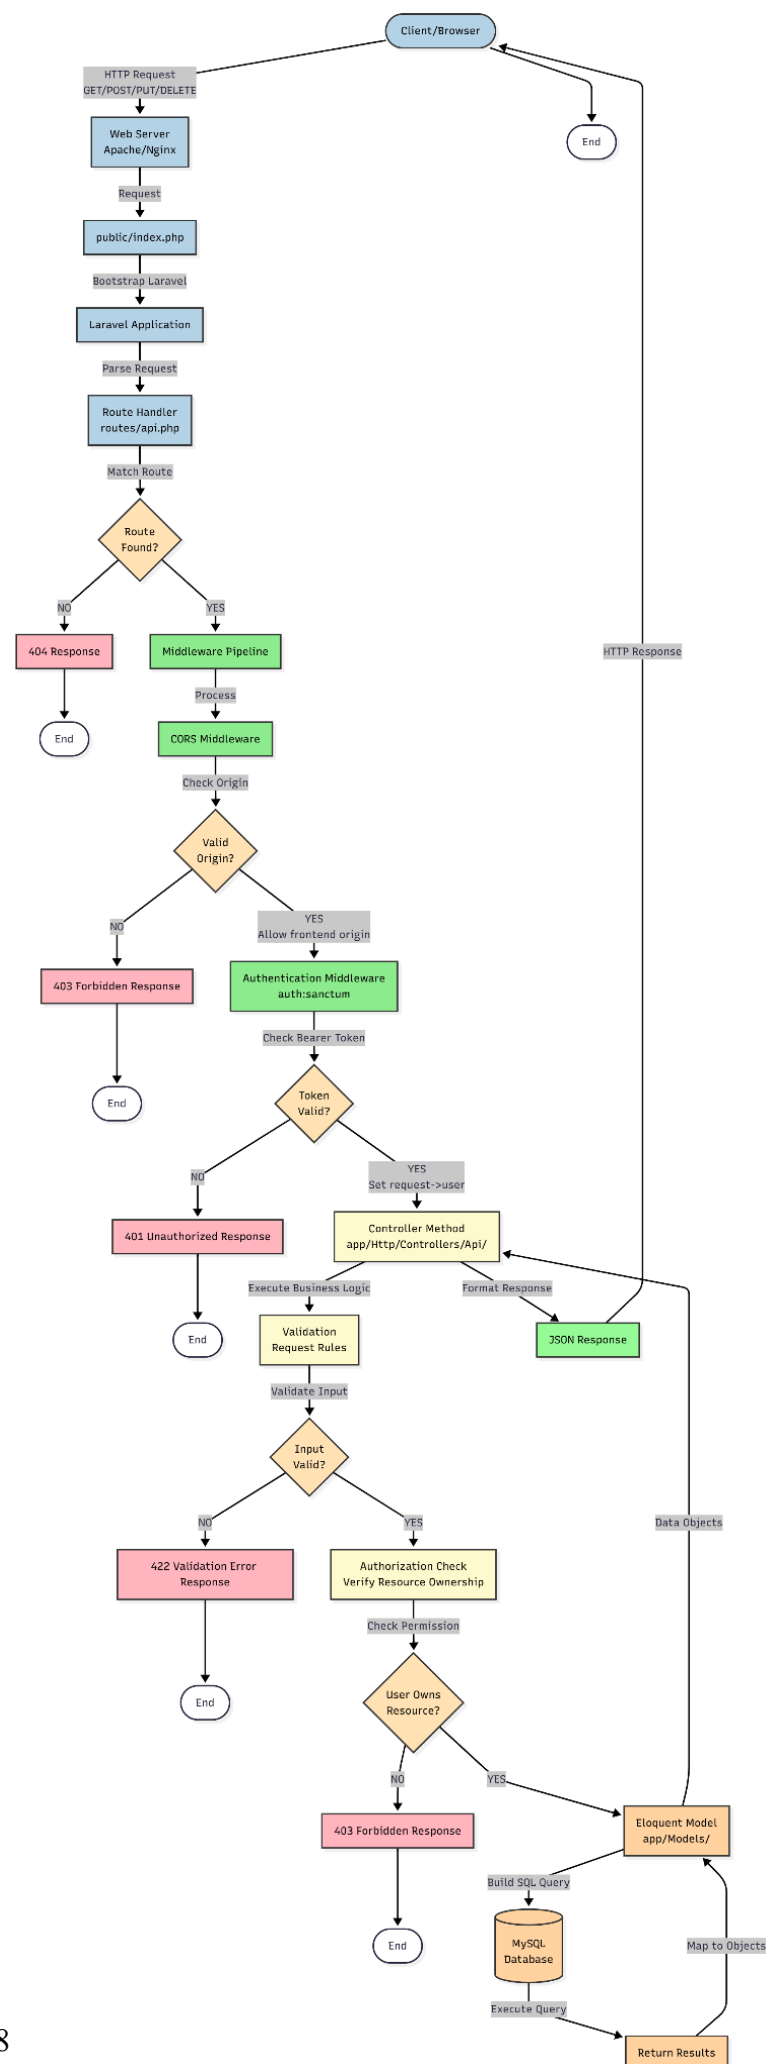 Client/Browser
HTTP Request
GET/POST/PUT/DELETE
Web Server
Apache/Nginx
End
Request
public/index.php
Bootstrap Laravel
Laravel Application
Parse Request
Route Handler
routes/api.php
Match Route
Route
Found?
NO
YES
404 Response
Middleware Pipeline
HTTP Response
Process
End
CORS Middleware
Check Origin
Valid
Origin?
NO
YES
Allow frontend origin
403 Forbidden Response
Authentication Middleware
auth:sanctum
Check Bearer Token
End
Token
Valid?
NO
YES
Set request->user
401 Unauthorized Response
Controller Method
app/Http/Controllers/Api/
Execute Business Logic
Format Response
End
Validation
Request Rules
JSON Response
Validate Input
Input
Valid?
NO
YES
Data Objects
422 Validation Error
Response
Authorization Check
Verify Resource Ownership
Check Permission
End
User Owns
Resource?
NO
YES
403 Forbidden Response
Eloquent Model
app/Models/
Build SQL Query
End
MySQL
Database
Map to Objects
Execute Query
8
Return Results